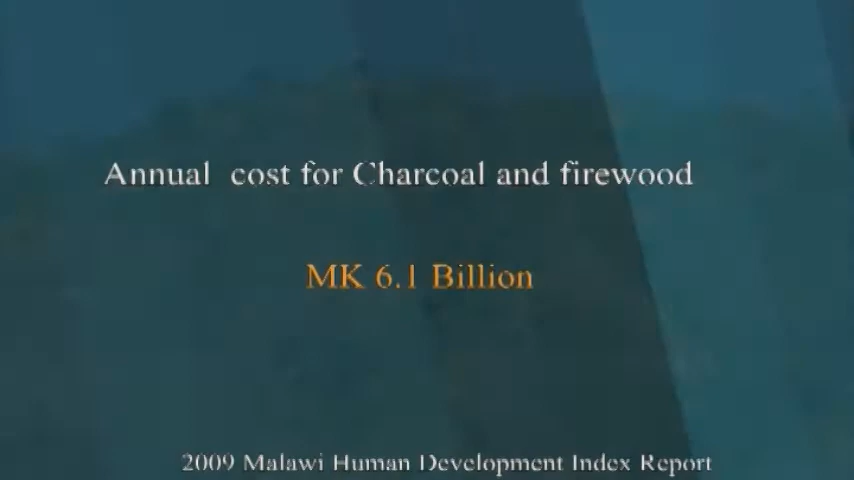 Annual cost for Charcoal and firewood
MK 6.1 Billion
2009 Malawi Human Development Index Report